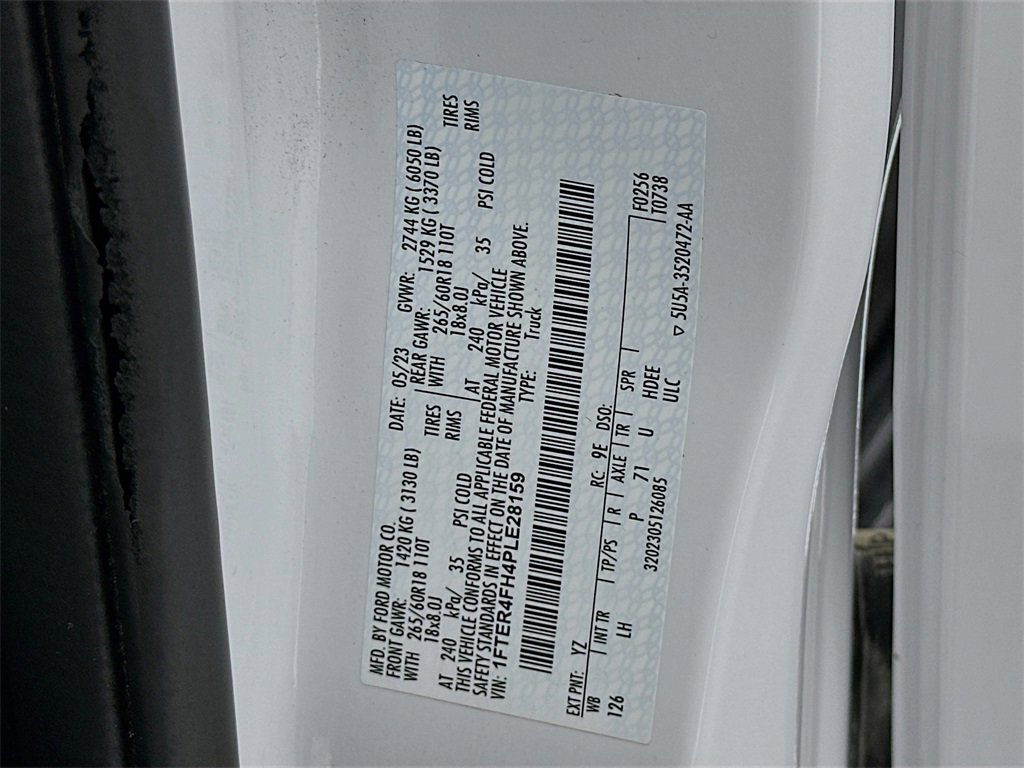 MFD. BY FORD MOTOR CO.
DATE: 05/23 GVWR: 2744 KG ( 6050 LB)
FRONT GAWR: 1420 KG ( 3130 LB) REAR GAWR: 1529 KG ( 3370 LB)
WITH 265/60R18 110T TIRES WITH 265/60R18 110T TIRES
18x8.0J RIMS 18x8.0J RIMS
AT 240 kPa/ 35 PSI COLD AT 240 kPa/ 35 PSI COLD
THIS VEHICLE CONFORMS TO ALL APPLICABLE FEDERAL MOTOR VEHICLE
SAFETY STANDARDS IN EFFECT ON THE DATE OF MANUFACTURE SHOWN ABOVE.
VIN: 1FTER4FH4PLE28159 TYPE: Truck
EXT PNT: YZ RC: 9E DSO: F0256
WB INT TR TP/PS R AXLE TR SPR T0738
126 LH P 71 U HDEE
3202305126085 ULC ▽ 5U5A-3520472-AA